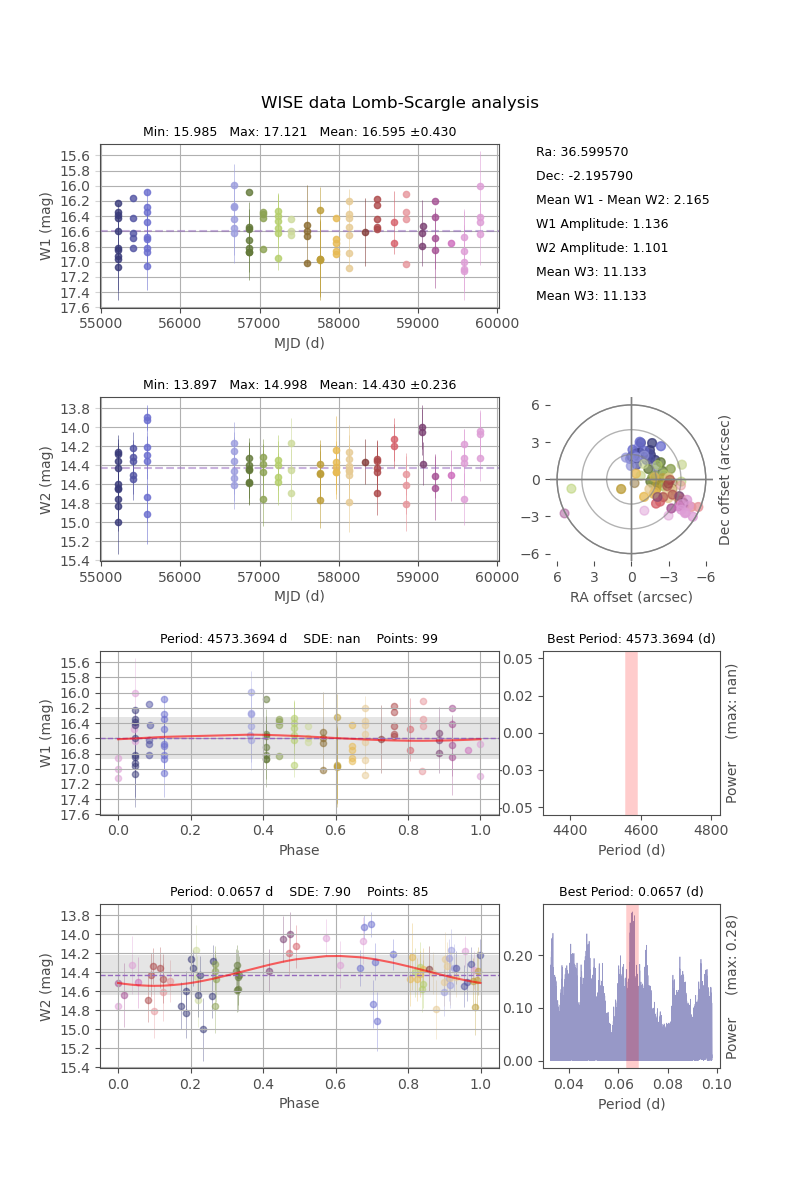 WISE data Lomb-Scargle analysis
Min: 15.985   Max: 17.121   Mean: 16.595 ±0.430
15.6
15.8
16.0
16.2
16.4
16.6
16.8
17.0
17.2
17.4
17.6
W1 (mag)
55000 56000 57000 58000 59000 60000
MJD (d)
Ra: 36.599570
Dec: -2.195790
Mean W1 - Mean W2: 2.165
W1 Amplitude: 1.136
W2 Amplitude: 1.101
Mean W3: 11.133
Mean W3: 11.133
Min: 13.897   Max: 14.998   Mean: 14.430 ±0.236
13.8
14.0
14.2
14.4
14.6
14.8
15.0
15.2
15.4
W2 (mag)
55000 56000 57000 58000 59000 60000
MJD (d)
6
3
0
−3
−6
6 3 0 −3 −6
RA offset (arcsec)
Dec offset (arcsec)
Period: 4573.3694 d    SDE: nan    Points: 99
15.6
15.8
16.0
16.2
16.4
16.6
16.8
17.0
17.2
17.4
17.6
W1 (mag)
0.0 0.2 0.4 0.6 0.8 1.0
Phase
Best Period: 4573.3694 (d)
0.05
0.02
0.00
-0.03
-0.05
4400 4600 4800
Period (d)
Power    (max: nan)
Period: 0.0657 d    SDE: 7.90    Points: 85
13.8
14.0
14.2
14.4
14.6
14.8
15.0
15.2
15.4
W2 (mag)
0.0 0.2 0.4 0.6 0.8 1.0
Phase
Best Period: 0.0657 (d)
0.20
0.10
0.00
0.04 0.06 0.08 0.10
Period (d)
Power    (max: 0.28)